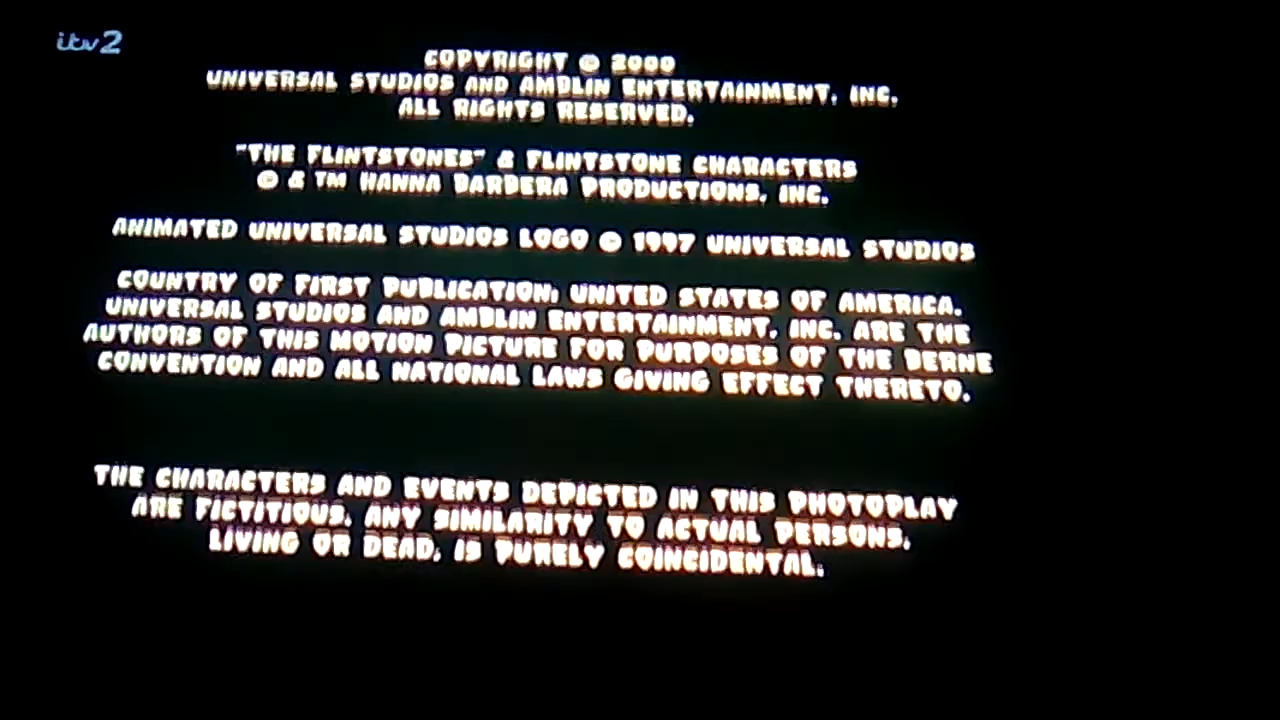 itv2
COPYRIGHT © 2000
UNIVERSAL STUDIOS AND AMBLIN ENTERTAINMENT, INC.
ALL RIGHTS RESERVED.
"THE FLINTSTONES" & FLINTSTONE CHARACTERS
© & TM HANNA BARBERA PRODUCTIONS, INC.
ANIMATED UNIVERSAL STUDIOS LOGO © 1997 UNIVERSAL STUDIOS
COUNTRY OF FIRST PUBLICATION: UNITED STATES OF AMERICA.
UNIVERSAL STUDIOS AND AMBLIN ENTERTAINMENT, INC. ARE THE
AUTHORS OF THIS MOTION PICTURE FOR PURPOSES OF THE BERNE
CONVENTION AND ALL NATIONAL LAWS GIVING EFFECT THERETO.
THE CHARACTERS AND EVENTS DEPICTED IN THIS PHOTOPLAY
ARE FICTITIOUS. ANY SIMILARITY TO ACTUAL PERSONS,
LIVING OR DEAD, IS PURELY COINCIDENTAL.